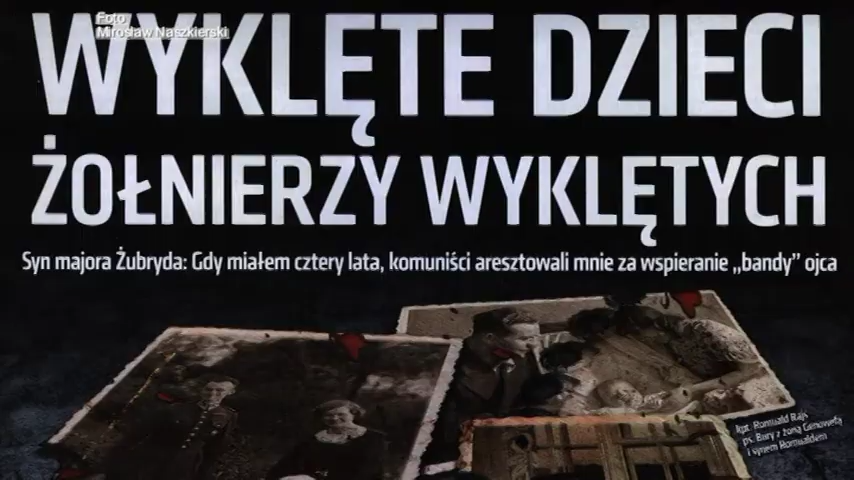 Foto
Mirosław Naszkierski
WYKLĘTE DZIECI
ŻOŁNIERZY WYKLĘTYCH
Syn majora Żubryda: Gdy miałem cztery lata, komuniści aresztowali mnie za wspieranie „bandy” ojca
kpt. Romuald Rajs
ps. Bury z żoną Genowefą
i synem Romualdem